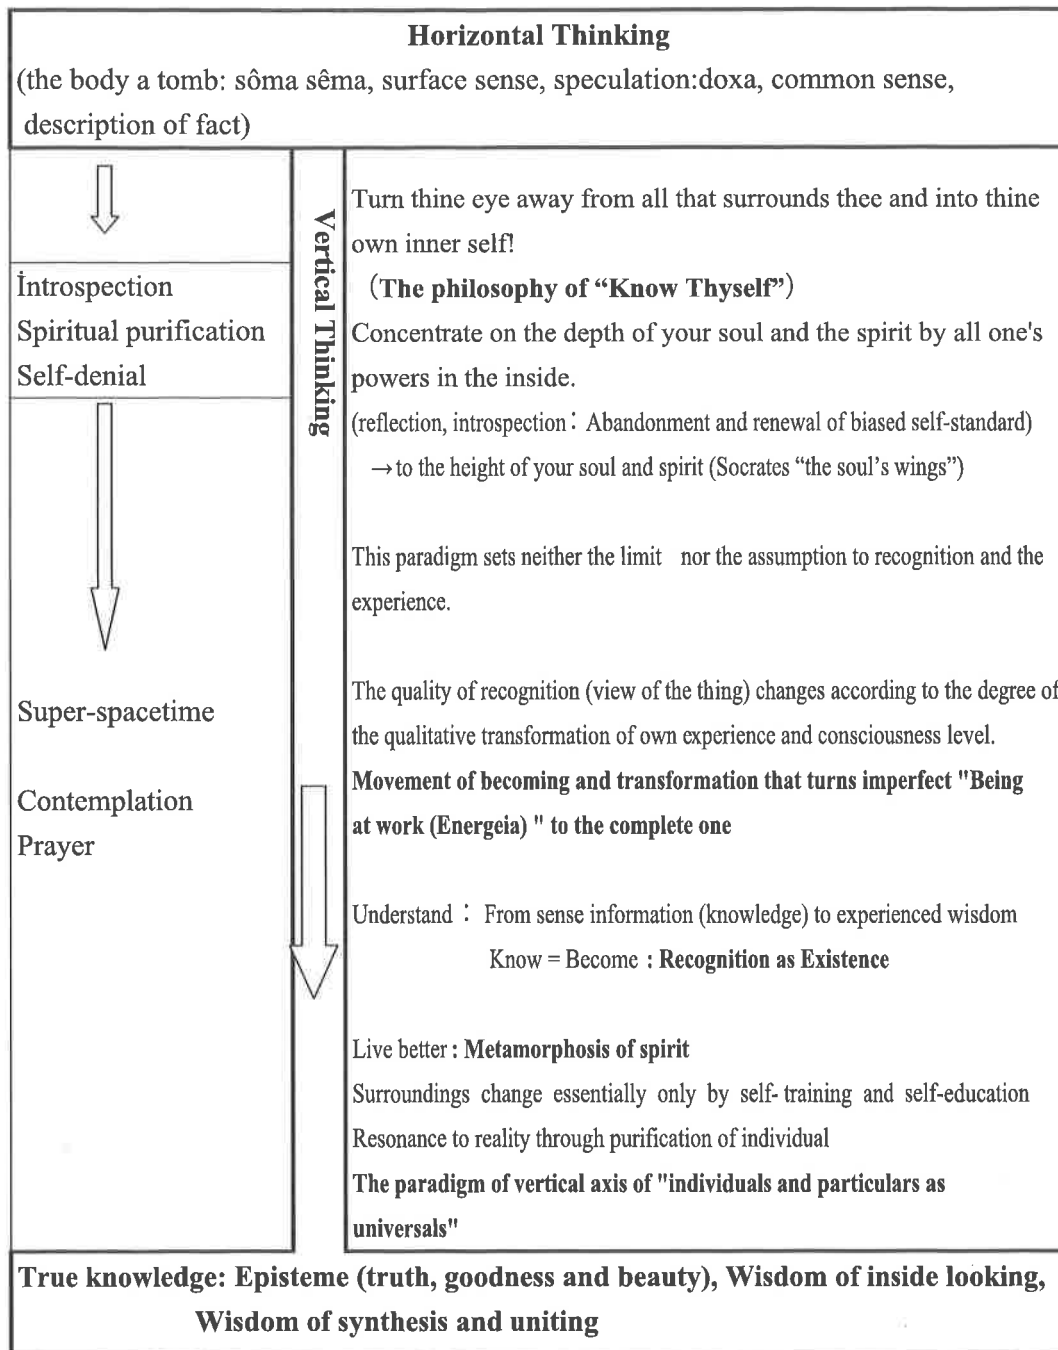 Horizontal Thinking
(the body a tomb: sôma sêma, surface sense, speculation:doxa, common sense,
description of fact)
Introspection
Spiritual purification
Self-denial
Super-spacetime
Contemplation
Prayer
Vertical Thinking
Turn thine eye away from all that surrounds thee and into thine
own inner self!
(The philosophy of “Know Thyself”)
Concentrate on the depth of your soul and the spirit by all one's
powers in the inside.
(reflection, introspection： Abandonment and renewal of biased self-standard)
→to the height of your soul and spirit (Socrates “the soul’s wings”)
This paradigm sets neither the limit nor the assumption to recognition and the
experience.
The quality of recognition (view of the thing) changes according to the degree of
the qualitative transformation of own experience and consciousness level.
Movement of becoming and transformation that turns imperfect "Being
at work (Energeia) " to the complete one
Understand： From sense information (knowledge) to experienced wisdom
Know = Become : Recognition as Existence
Live better : Metamorphosis of spirit
Surroundings change essentially only by self- training and self-education
Resonance to reality through purification of individual
The paradigm of vertical axis of "individuals and particulars as
universals"
True knowledge: Episteme (truth, goodness and beauty), Wisdom of inside looking,
Wisdom of synthesis and uniting